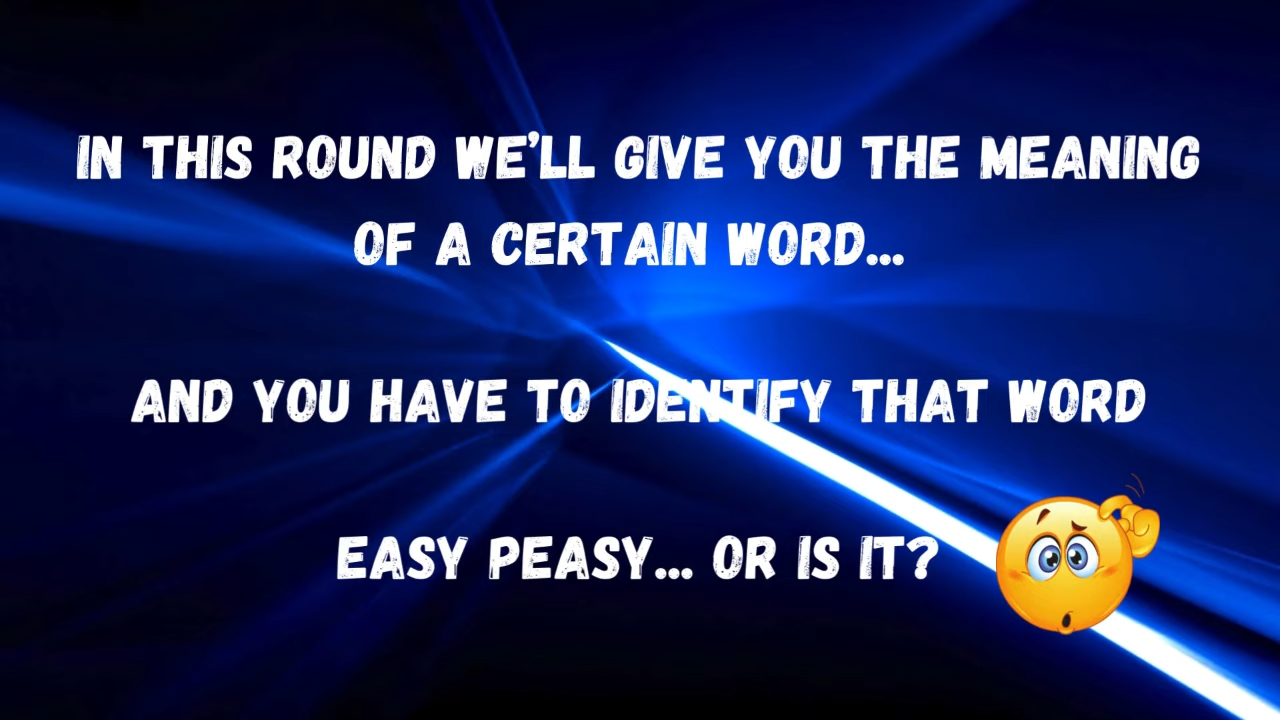 IN THIS ROUND WE'LL GIVE YOU THE MEANING
OF A CERTAIN WORD...
AND YOU HAVE TO IDENTIFY THAT WORD
EASY PEASY... OR IS IT?